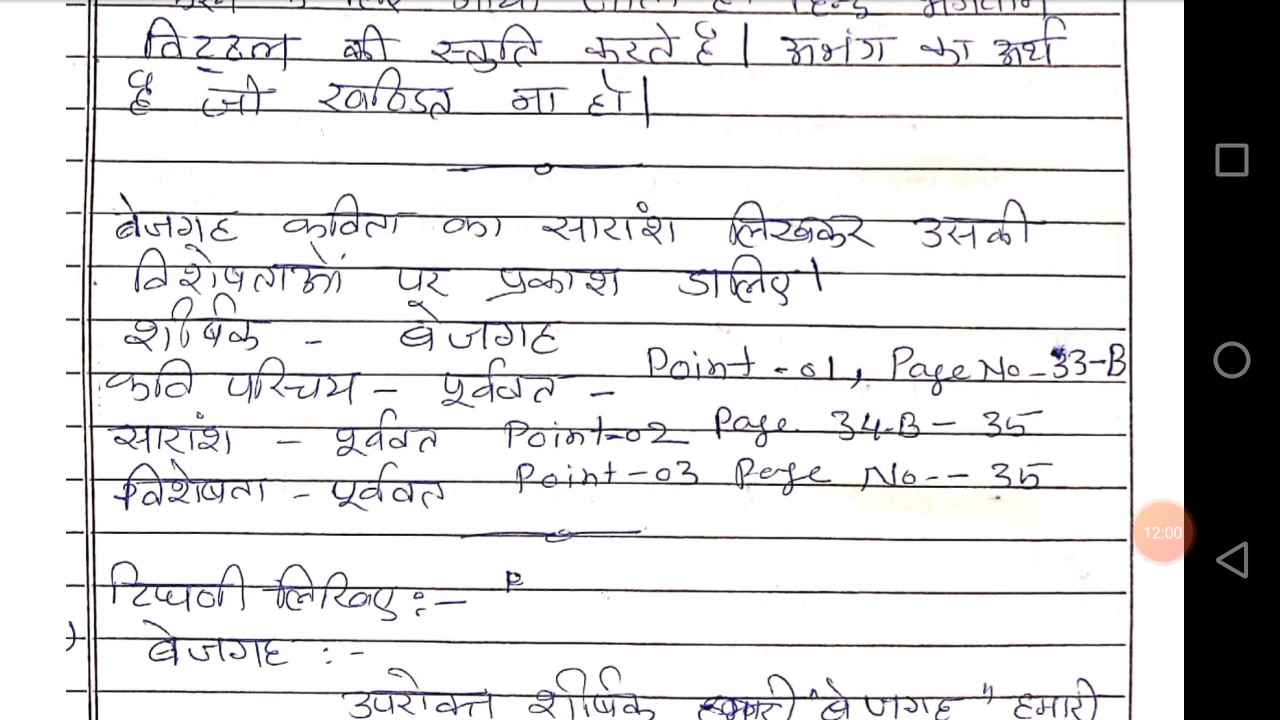 विट्ठल की स्तुति करते है। अभंग का अर्थ
है जो खण्डित ना हो।
बेजगह कविता का सारांश लिखकर उसकी
विशेषताओं पर प्रकाश डालिए।
शीर्षक - बेजगह
कवि परिचय - पूर्ववत - Point -01, Page No - 33-B
सारांश - पूर्ववत Point-02 Page 34-B - 35
विशेषता - पूर्ववत Point-03 Page No-- 35
टिप्पणी लिखिए:- P
बेजगह :-
उपरोक्त शीर्षक "बेजगह" हमारी
12:00